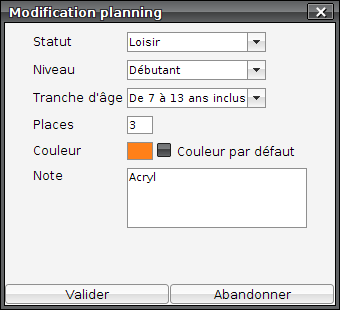 Modification planning
Statut Loisir
Niveau Débutant
Tranche d'âge De 7 à 13 ans inclus
Places 3
Couleur Couleur par défaut
Note Acryl
Valider Abandonner